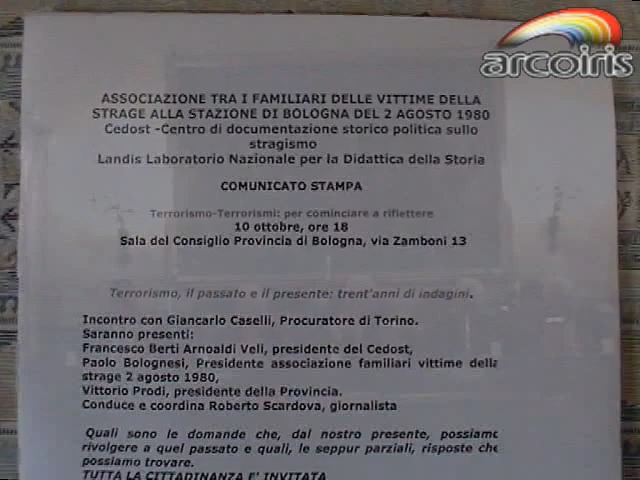 arcoiris
ASSOCIAZIONE TRA I FAMILIARI DELLE VITTIME DELLA
STRAGE ALLA STAZIONE DI BOLOGNA DEL 2 AGOSTO 1980
Cedost -Centro di documentazione storico politica sullo
stragismo
Landis Laboratorio Nazionale per la Didattica della Storia
COMUNICATO STAMPA
Terrorismo-Terrorismi: per cominciare a riflettere
10 ottobre, ore 18
Sala del Consiglio Provincia di Bologna, via Zamboni 13
Terrorismo, il passato e il presente: trent'anni di indagini.
Incontro con Giancarlo Caselli, Procuratore di Torino.
Saranno presenti:
Francesco Berti Arnoaldi Veli, presidente del Cedost,
Paolo Bolognesi, Presidente associazione familiari vittime della
strage 2 agosto 1980,
Vittorio Prodi, presidente della Provincia.
Conduce e coordina Roberto Scardova, giornalista
Quali sono le domande che, dal nostro presente, possiamo
rivolgere a quel passato e quali, le seppur parziali, risposte che
possiamo trovare.
TUTTA LA CITTADINANZA E' INVITATA